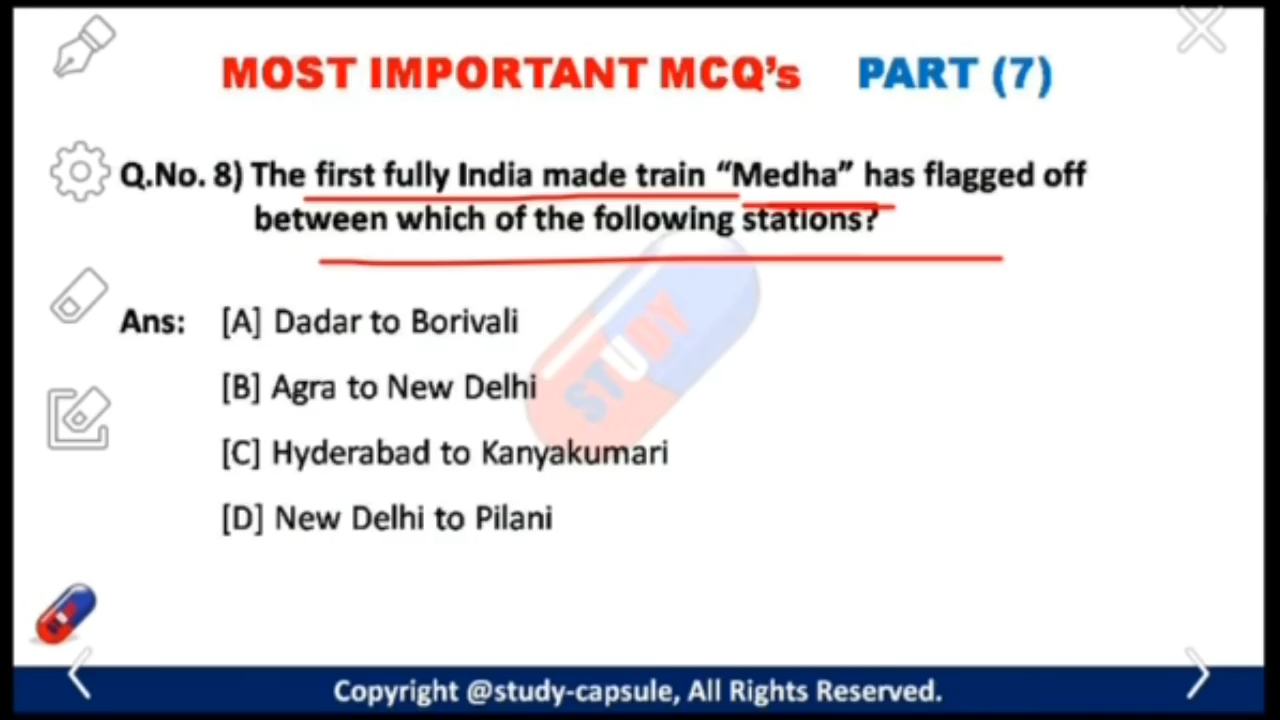 MOST IMPORTANT MCQ's PART (7)
Q.No. 8) The first fully India made train “Medha” has flagged off
between which of the following stations?
Ans: [A] Dadar to Borivali
[B] Agra to New Delhi
[C] Hyderabad to Kanyakumari
[D] New Delhi to Pilani
STUDY
Copyright @study-capsule, All Rights Reserved.